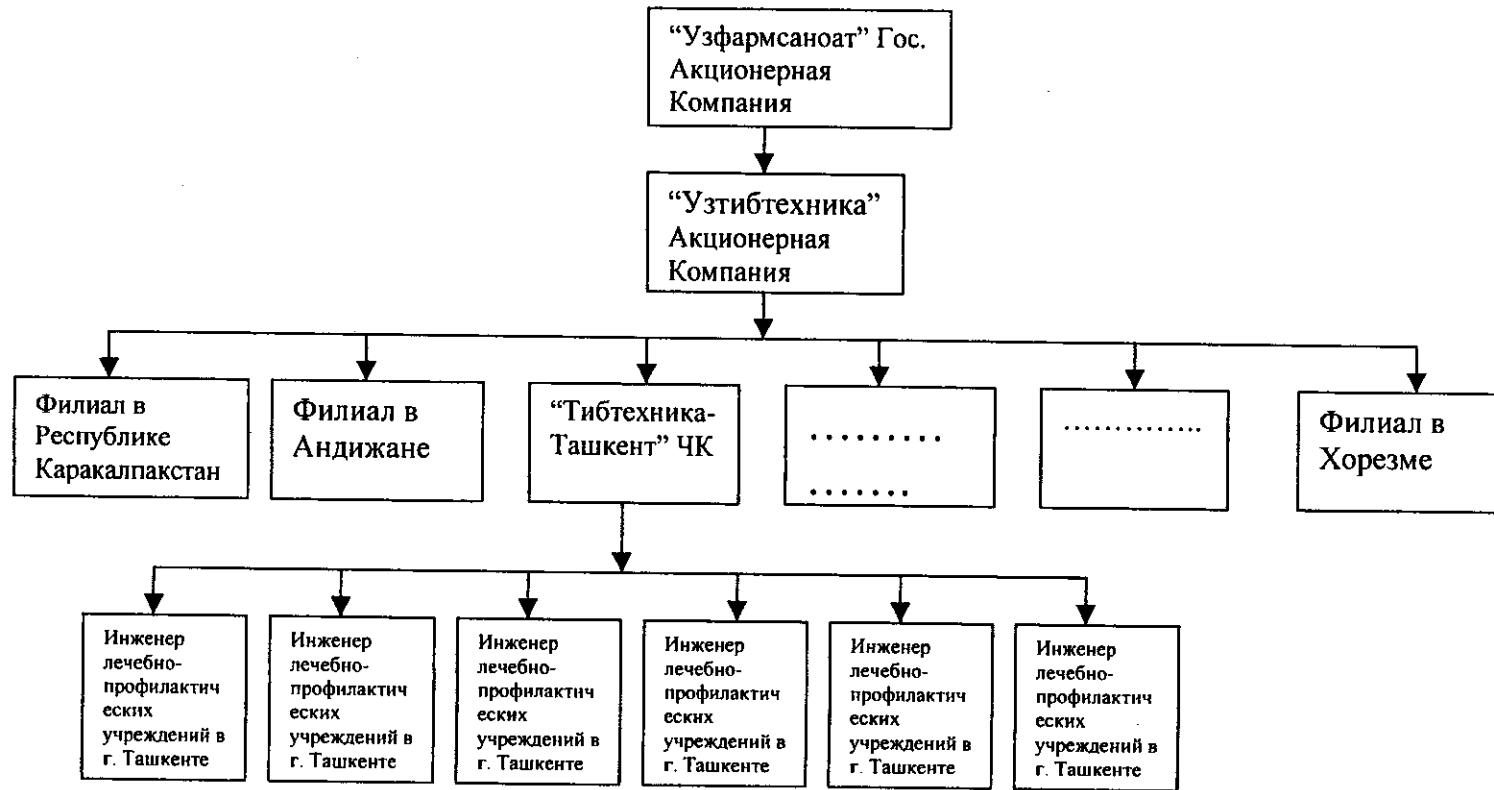 “Узфармсаноат” Гос.
Акционерная
Компания
“Узтибтехника”
Акционерная
Компания
Филиал в
Республике
Каракалпакстан
Филиал в
Андижане
“Тибтехника-
Ташкент” ЧК
.........
.......
.............
Филиал в
Хорезме
Инженер
лечебно-
профилактич
еских
учреждений в
г. Ташкенте
Инженер
лечебно-
профилактич
еских
учреждений в
г. Ташкенте
Инженер
лечебно-
профилактич
еских
учреждений в
г. Ташкенте
Инженер
лечебно-
профилактич
еских
учреждений в
г. Ташкенте
Инженер
лечебно-
профилактич
еских
учреждений в
г. Ташкенте
Инженер
лечебно-
профилактич
еских
учреждений в
г. Ташкенте